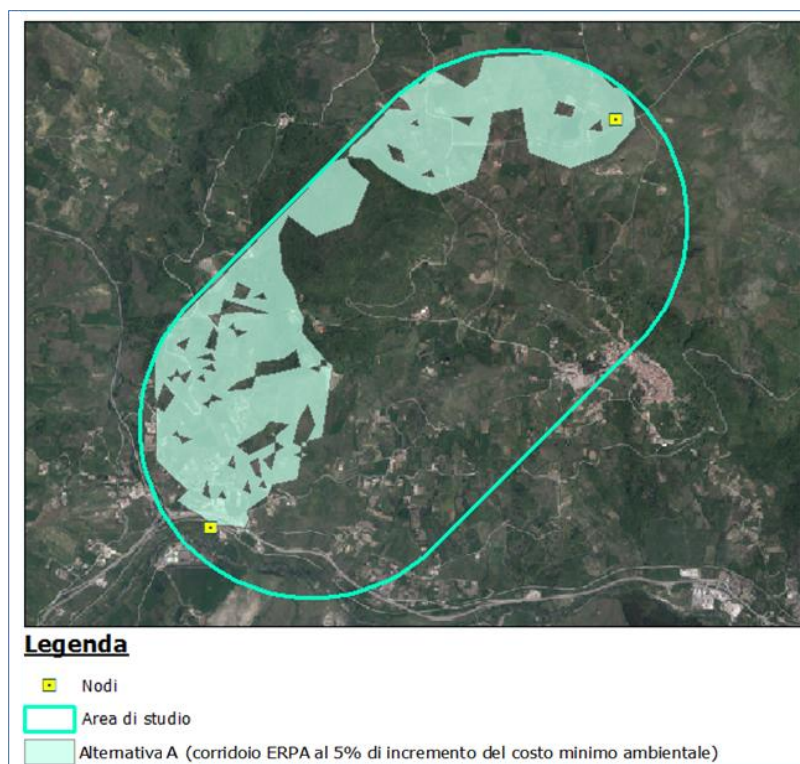 Legenda
Nodi
Area di studio
Alternativa A (corridoio ERPA al 5% di incremento del costo minimo ambientale)